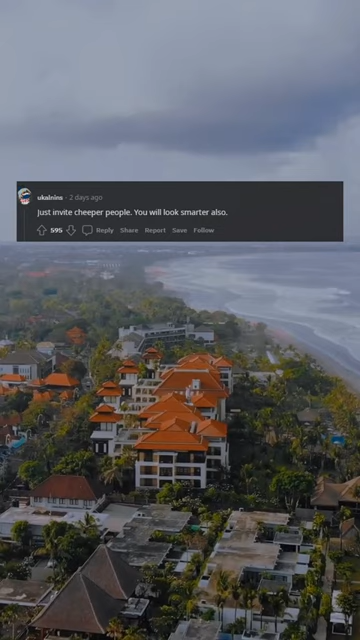 ukalnins · 2 days ago
Just invite cheeper people. You will look smarter also.
595 Reply Share Report Save Follow